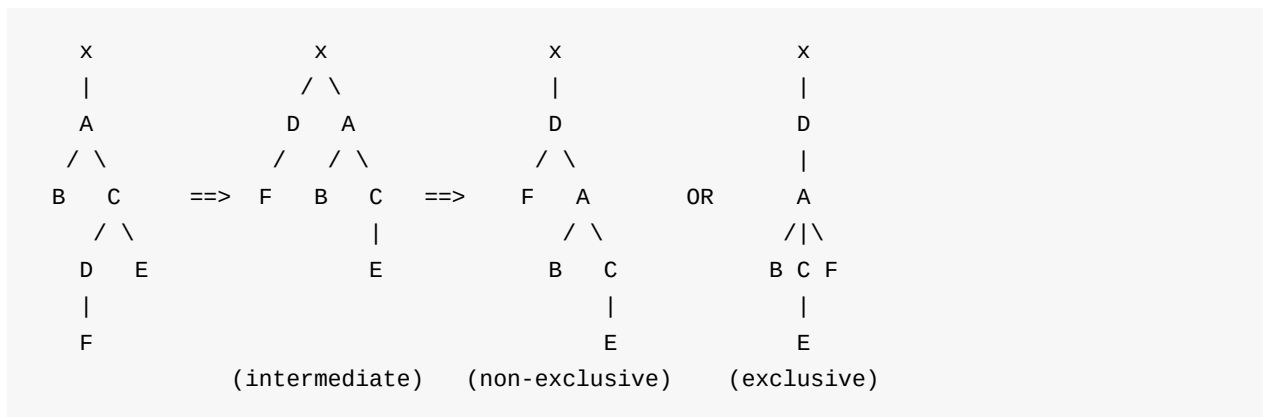 x                 x                 x                  x
    |                / \                |                  |
    A               D   A               D                  D
   / \             /   / \             / \                 |
  B   C     ==>  F   B   C   ==>      F   A       OR      A
     / \                 |               / \             /|\
    D   E                E              B   C           B C F
    |                                       |             |
    F                                       E             E
               (intermediate)   (non-exclusive)    (exclusive)